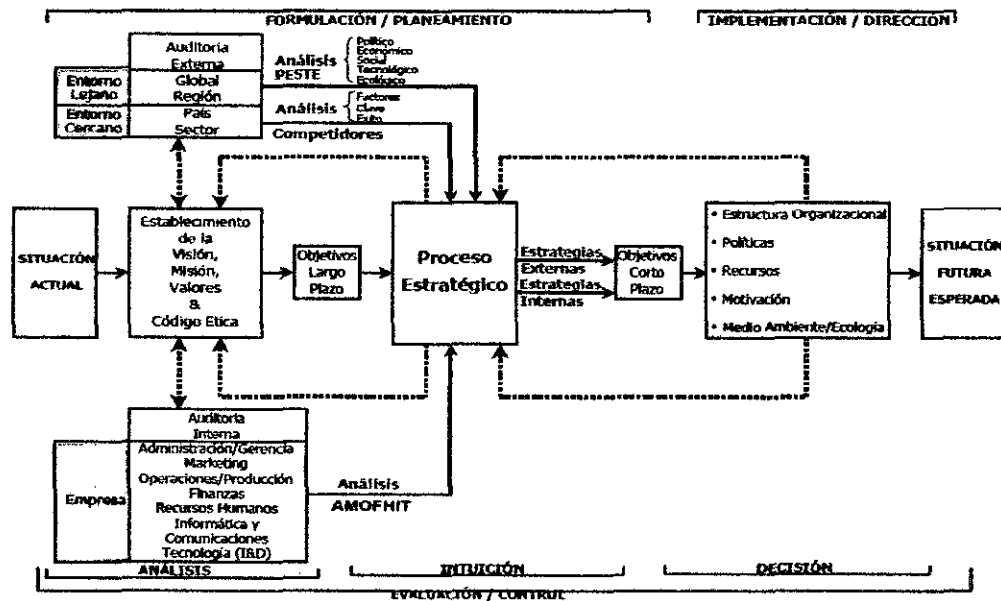 FORMULACIÓN / PLANEAMIENTO
IMPLEMENTACIÓN / DIRECCIÓN
Auditoria
Externa
Entorno
Lejano
Global
Región
Entorno
Cercano
País
Sector
Análisis
PESTE
Político
Económico
Social
Tecnológico
Ecológico
Análisis
Competidores
Factores
Clave
Exito
SITUACIÓN
ACTUAL
Establecimiento
de la
Visión,
Misión,
Valores
&
Código Etica
Objetivos
Largo
Plazo
Proceso
Estratégico
Estrategias
Externas
Estrategias
Internas
Objetivos
Corto
Plazo
• Estructura Organizacional
• Políticas
• Recursos
• Motivación
• Medio Ambiente/Ecología
SITUACIÓN
FUTURA
ESPERADA
Auditoria
Interna
Empresa
Administración/Gerencia
Marketing
Operaciones/Producción
Finanzas
Recursos Humanos
Informática y
Comunicaciones
Tecnología (I&D)
Análisis
AMOFHIT
ANÁLISIS
INTUICIÓN
DECISIÓN
EVALUACIÓN / CONTROL